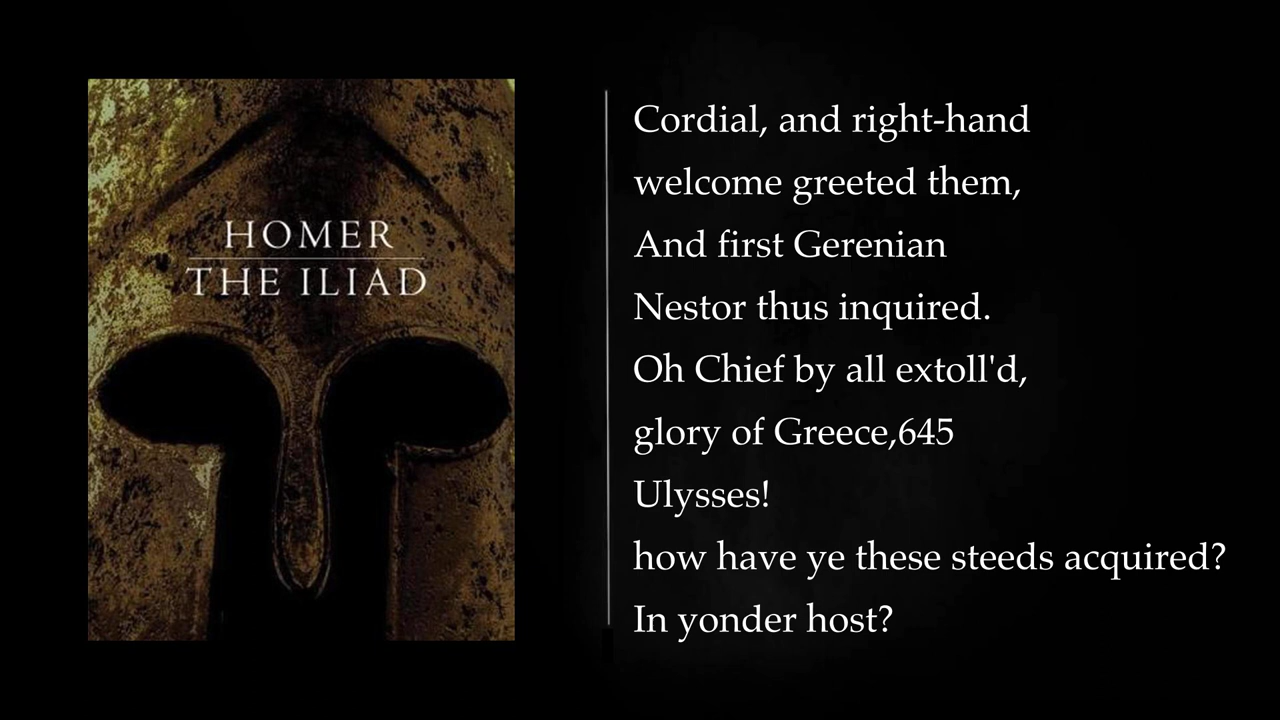 HOMER
THE ILIAD
Cordial, and right-hand
welcome greeted them,
And first Gerenian
Nestor thus inquired.
Oh Chief by all extoll'd,
glory of Greece,645
Ulysses!
how have ye these steeds acquired?
In yonder host?